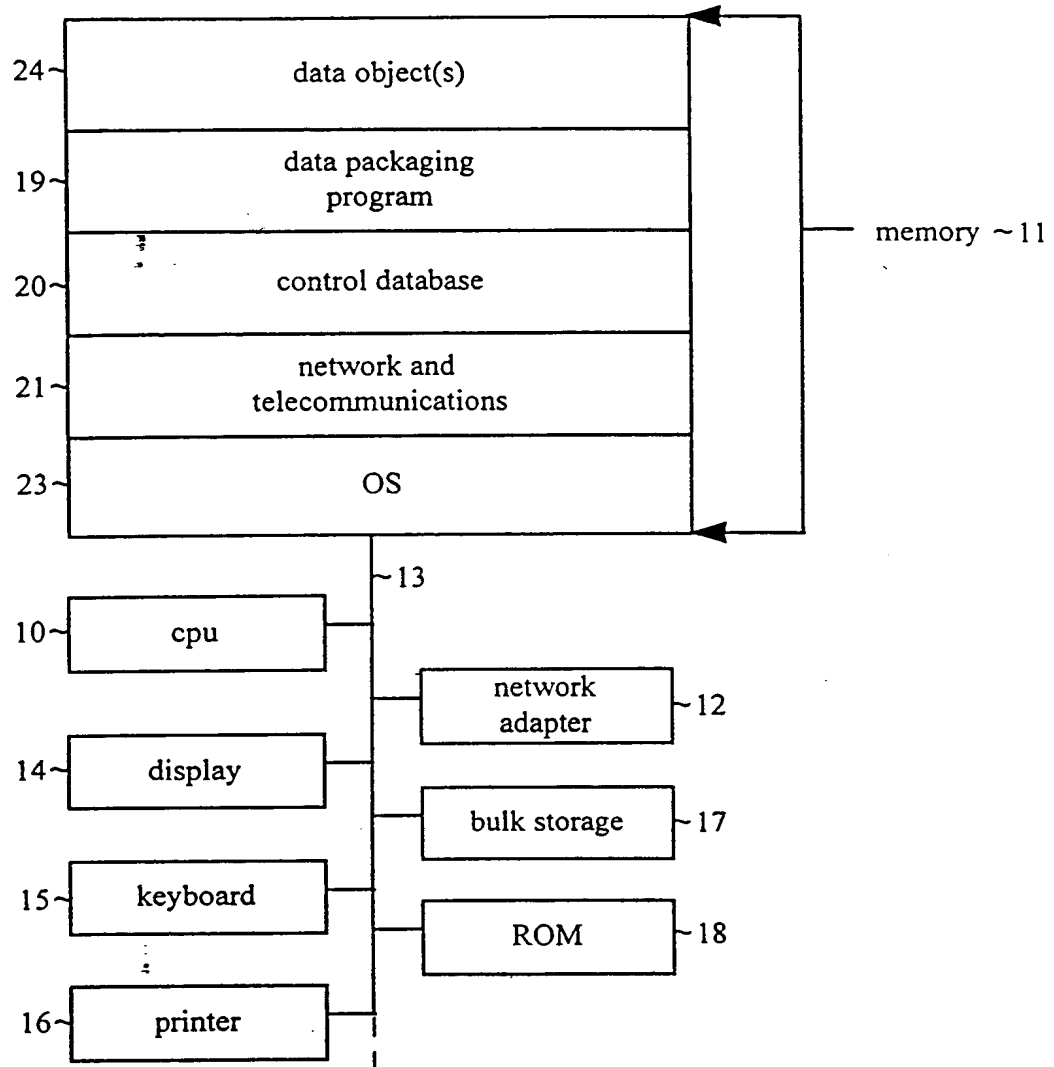 24~ data object(s)
19~ data packaging
program
memory ~11
20~ control database
21~ network and
telecommunications
23~ OS
~13
10~ cpu
network
adapter ~12
14~ display
bulk storage ~17
15~ keyboard
ROM ~18
16~ printer